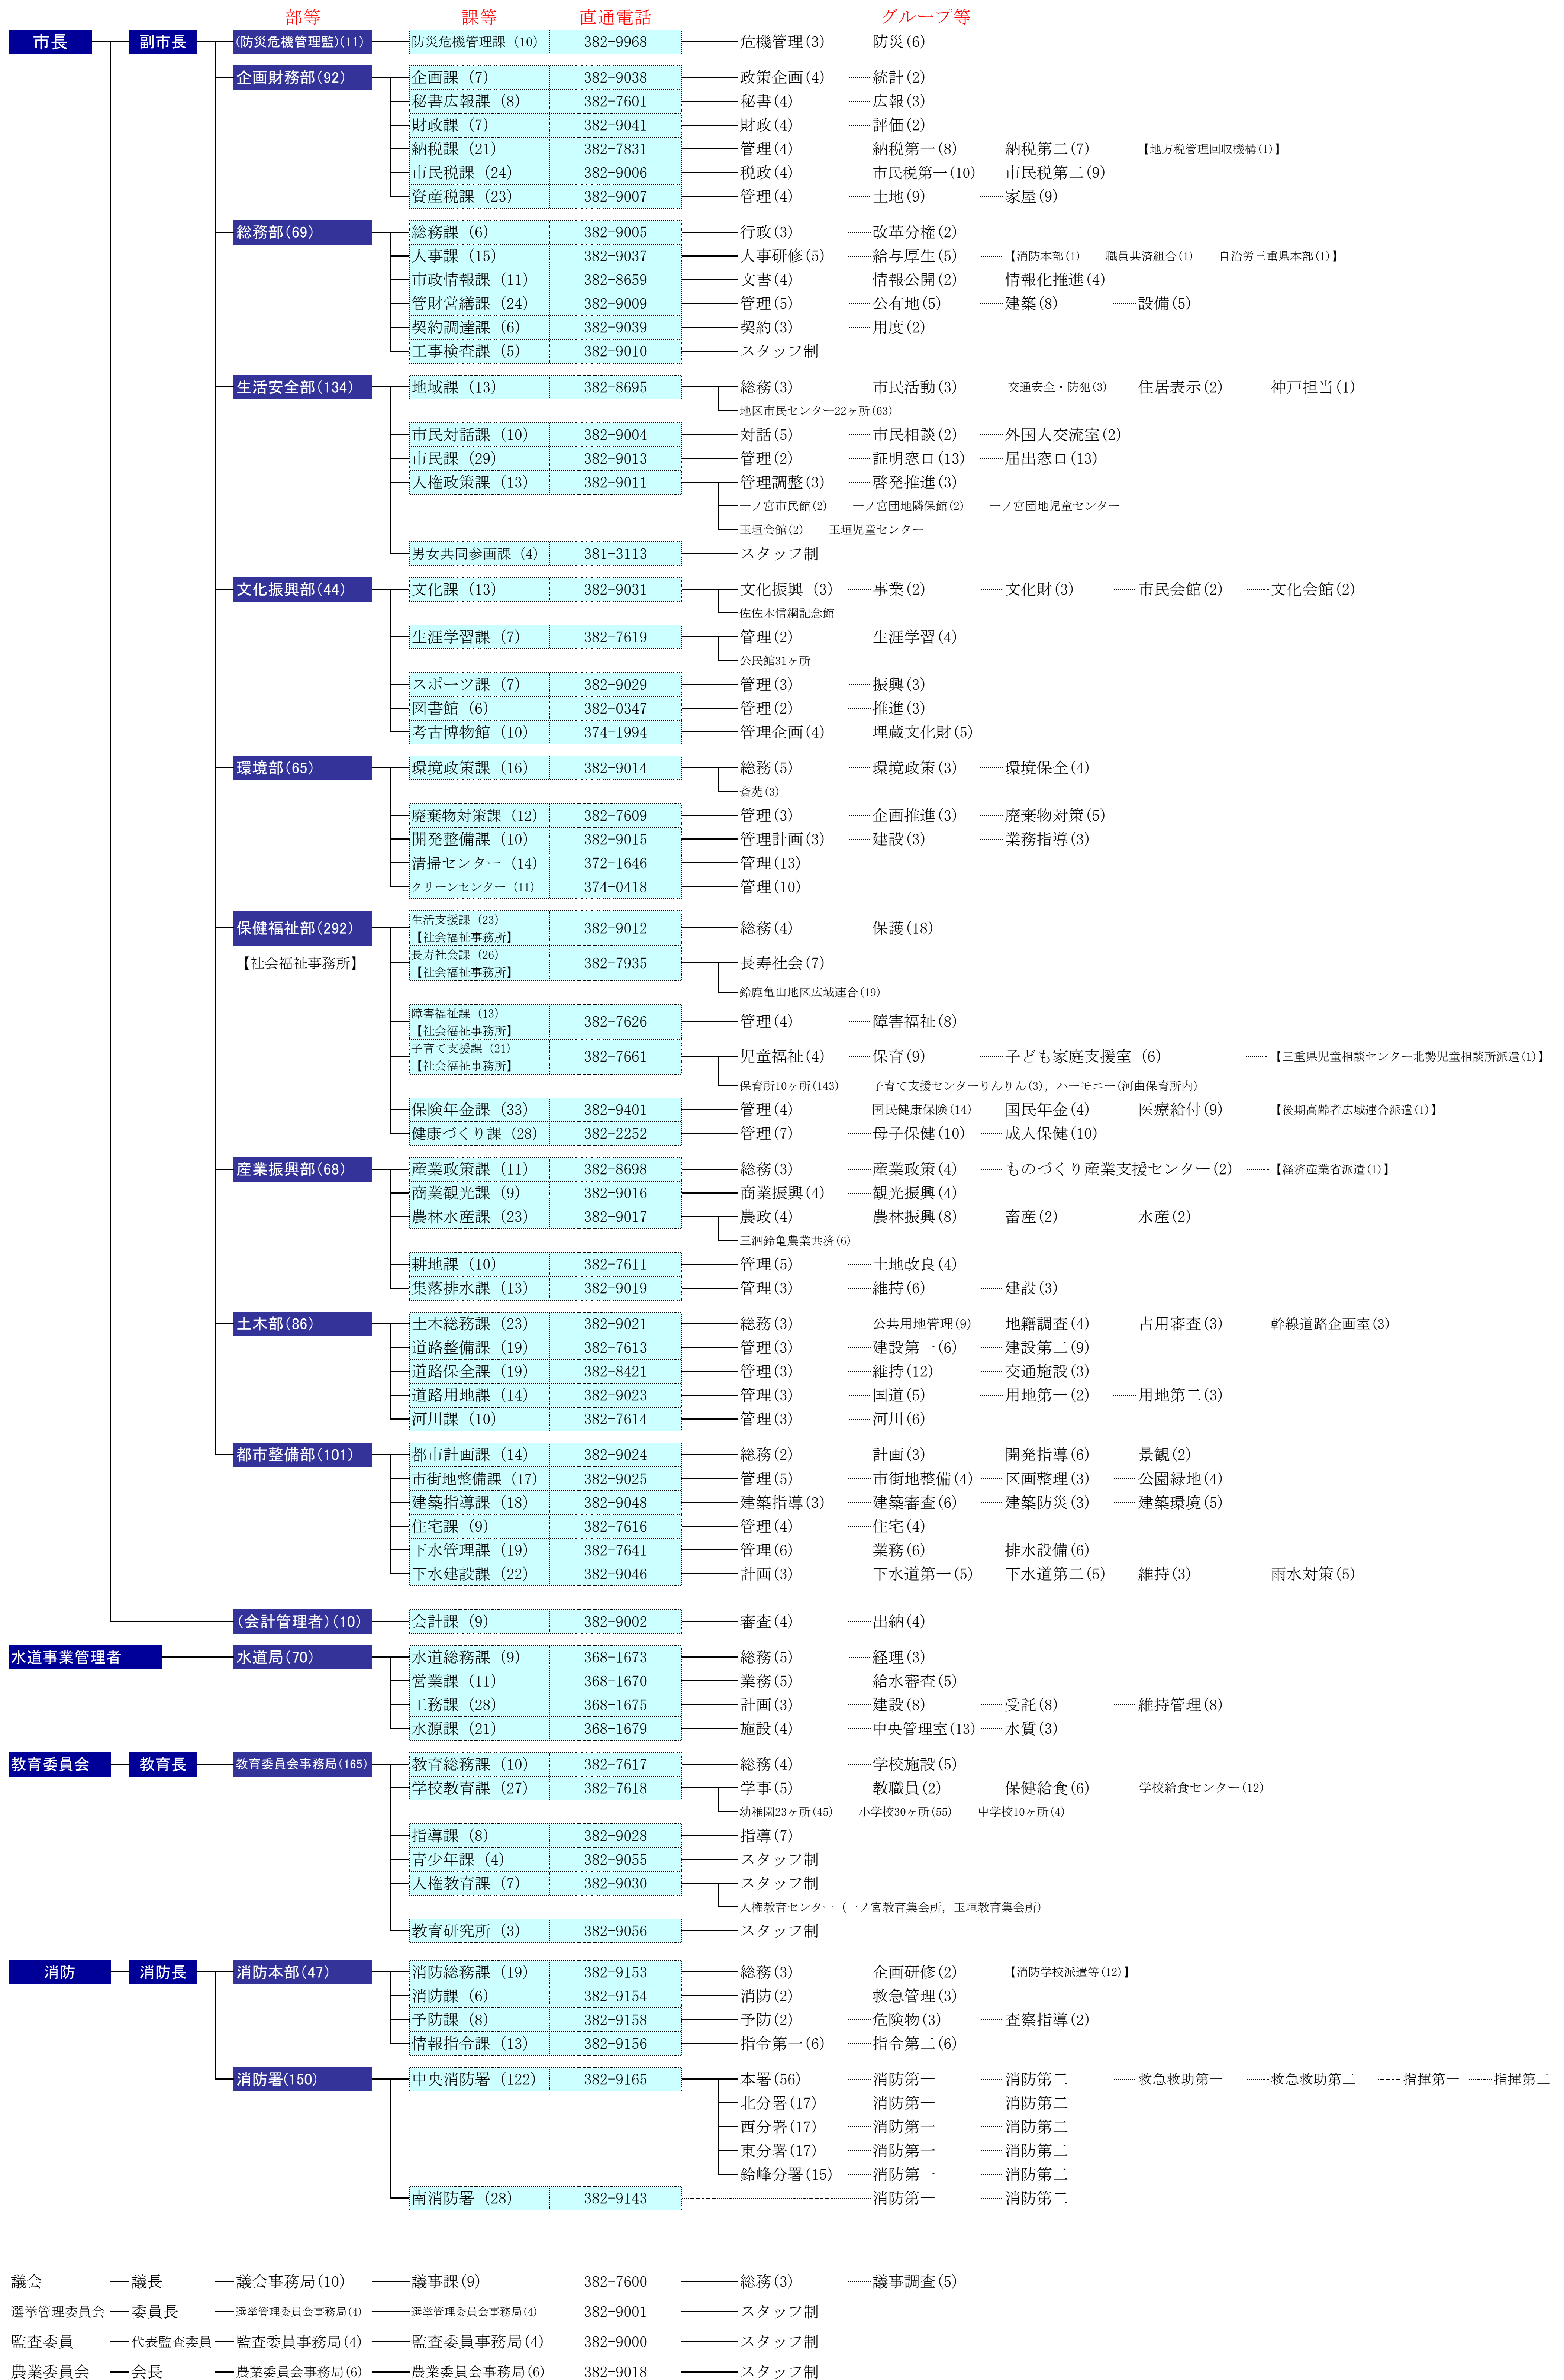 部等 課等 直通電話 グループ等
市長 副市長 (防災危機管理監)(11) 防災危機管理課 (10) 382-9968 危機管理(3) 防災(6)
企画財務部(92) 企画課 (7) 382-9038 政策企画(4) 統計(2)
秘書広報課 (8) 382-7601 秘書(4) 広報(3)
財政課 (7) 382-9041 財政(4) 評価(2)
納税課 (21) 382-7831 管理(4) 納税第一(8) 納税第二(7) 【地方税管理回収機構(1)】
市民税課 (24) 382-9006 税政(4) 市民税第一(10) 市民税第二(9)
資産税課 (23) 382-9007 管理(4) 土地(9) 家屋(9)
総務部(69) 総務課 (6) 382-9005 行政(3) 改革分権(2)
人事課 (15) 382-9037 人事研修(5) 給与厚生(5) 【消防本部(1) 職員共済組合(1) 自治労三重県本部(1)】
市政情報課 (11) 382-8659 文書(4) 情報公開(2) 情報化推進(4)
管財営繕課 (24) 382-9009 管理(5) 公有地(5) 建築(8) 設備(5)
契約調達課 (6) 382-9039 契約(3) 用度(2)
工事検査課 (5) 382-9010 スタッフ制
生活安全部(134) 地域課 (13) 382-8695 総務(3) 市民活動(3) 交通安全・防犯(3) 住居表示(2) 神戸担当(1)
地区市民センター22ヶ所(63)
市民対話課 (10) 382-9004 対話(5) 市民相談(2) 外国人交流室(2)
市民課 (29) 382-9013 管理(2) 証明窓口(13) 届出窓口(13)
人権政策課 (13) 382-9011 管理調整(3) 啓発推進(3)
一ノ宮市民館(2) 一ノ宮団地隣保館(2) 一ノ宮団地児童センター
玉垣会館(2) 玉垣児童センター
男女共同参画課 (4) 381-3113 スタッフ制
文化振興部(44) 文化課 (13) 382-9031 文化振興 (3) 事業(2) 文化財(3) 市民会館(2) 文化会館(2)
佐佐木信綱記念館
生涯学習課 (7) 382-7619 管理(2) 生涯学習(4)
公民館31ヶ所
スポーツ課 (7) 382-9029 管理(3) 振興(3)
図書館 (6) 382-0347 管理(2) 推進(3)
考古博物館 (10) 374-1994 管理企画(4) 埋蔵文化財(5)
環境部(65) 環境政策課 (16) 382-9014 総務(5) 環境政策(3) 環境保全(4)
斎苑(3)
廃棄物対策課 (12) 382-7609 管理(3) 企画推進(3) 廃棄物対策(5)
開発整備課 (10) 382-9015 管理計画(3) 建設(3) 業務指導(3)
清掃センター (14) 372-1646 管理(13)
クリーンセンター (11) 374-0418 管理(10)
保健福祉部(292) 生活支援課 (23) 【社会福祉事務所】 382-9012 総務(4) 保護(18)
【社会福祉事務所】 長寿社会課 (26) 【社会福祉事務所】 382-7935 長寿社会(7)
鈴鹿亀山地区広域連合(19)
障害福祉課 (13) 【社会福祉事務所】 382-7626 管理(4) 障害福祉(8)
子育て支援課 (21) 【社会福祉事務所】 382-7661 児童福祉(4) 保育(9) 子ども家庭支援室 (6) 【三重県児童相談センター北勢児童相談所派遣(1)】
保育所10ヶ所(143) 子育て支援センターりんりん(3), ハーモニー(河曲保育所内)
保険年金課 (33) 382-9401 管理(4) 国民健康保険(14) 国民年金(4) 医療給付(9) 【後期高齢者広域連合派遣(1)】
健康づくり課 (28) 382-2252 管理(7) 母子保健(10) 成人保健(10)
産業振興部(68) 産業政策課 (11) 382-8698 総務(3) 産業政策(4) ものづくり産業支援センター(2) 【経済産業省派遣(1)】
商業観光課 (9) 382-9016 商業振興(4) 観光振興(4)
農林水産課 (23) 382-9017 農政(4) 農林振興(8) 畜産(2) 水産(2)
三泗鈴亀農業共済(6)
耕地課 (10) 382-7611 管理(5) 土地改良(4)
集落排水課 (13) 382-9019 管理(3) 維持(6) 建設(3)
土木部(86) 土木総務課 (23) 382-9021 総務(3) 公共用地管理(9) 地籍調査(4) 占用審査(3) 幹線道路企画室(3)
道路整備課 (19) 382-7613 管理(3) 建設第一(6) 建設第二(9)
道路保全課 (19) 382-8421 管理(3) 維持(12) 交通施設(3)
道路用地課 (14) 382-9023 管理(3) 国道(5) 用地第一(2) 用地第二(3)
河川課 (10) 382-7614 管理(3) 河川(6)
都市整備部(101) 都市計画課 (14) 382-9024 総務(2) 計画(3) 開発指導(6) 景観(2)
市街地整備課 (17) 382-9025 管理(5) 市街地整備(4) 区画整理(3) 公園緑地(4)
建築指導課 (18) 382-9048 建築指導(3) 建築審査(6) 建築防災(3) 建築環境(5)
住宅課 (9) 382-7616 管理(4) 住宅(4)
下水管理課 (19) 382-7641 管理(6) 業務(6) 排水設備(6)
下水建設課 (22) 382-9046 計画(3) 下水道第一(5) 下水道第二(5) 維持(3) 雨水対策(5)
(会計管理者)(10) 会計課 (9) 382-9002 審査(4) 出納(4)
水道事業管理者 水道局(70) 水道総務課 (9) 368-1673 総務(5) 経理(3)
営業課 (11) 368-1670 業務(5) 給水審査(5)
工務課 (28) 368-1675 計画(3) 建設(8) 受託(8) 維持管理(8)
水源課 (21) 368-1679 施設(4) 中央管理室(13) 水質(3)
教育委員会 教育長 教育委員会事務局(165) 教育総務課 (10) 382-7617 総務(4) 学校施設(5)
学校教育課 (27) 382-7618 学事(5) 教職員(2) 保健給食(6) 学校給食センター(12)
幼稚園23ヶ所(45) 小学校30ヶ所(55) 中学校10ヶ所(4)
指導課 (8) 382-9028 指導(7)
青少年課 (4) 382-9055 スタッフ制
人権教育課 (7) 382-9030 スタッフ制
人権教育センター (一ノ宮教育集会所, 玉垣教育集会所)
教育研究所 (3) 382-9056 スタッフ制
消防 消防長 消防本部(47) 消防総務課 (19) 382-9153 総務(3) 企画研修(2) 【消防学校派遣等(12)】
消防課 (6) 382-9154 消防(2) 救急管理(3)
予防課 (8) 382-9158 予防(2) 危険物(3) 査察指導(2)
情報指令課 (13) 382-9156 指令第一(6) 指令第二(6)
消防署(150) 中央消防署 (122) 382-9165 本署(56) 消防第一 消防第二 救急救助第一 救急救助第二 指揮第一 指揮第二
北分署(17) 消防第一 消防第二
西分署(17) 消防第一 消防第二
東分署(17) 消防第一 消防第二
鈴峰分署(15) 消防第一 消防第二
南消防署 (28) 382-9143 消防第一 消防第二
議会 議長 議会事務局(10) 議事課(9) 382-7600 総務(3) 議事調査(5)
選挙管理委員会 委員長 選挙管理委員会事務局(4) 選挙管理委員会事務局(4) 382-9001 スタッフ制
監査委員 代表監査委員 監査委員事務局(4) 監査委員事務局(4) 382-9000 スタッフ制
農業委員会 会長 農業委員会事務局(6) 農業委員会事務局(6) 382-9018 スタッフ制